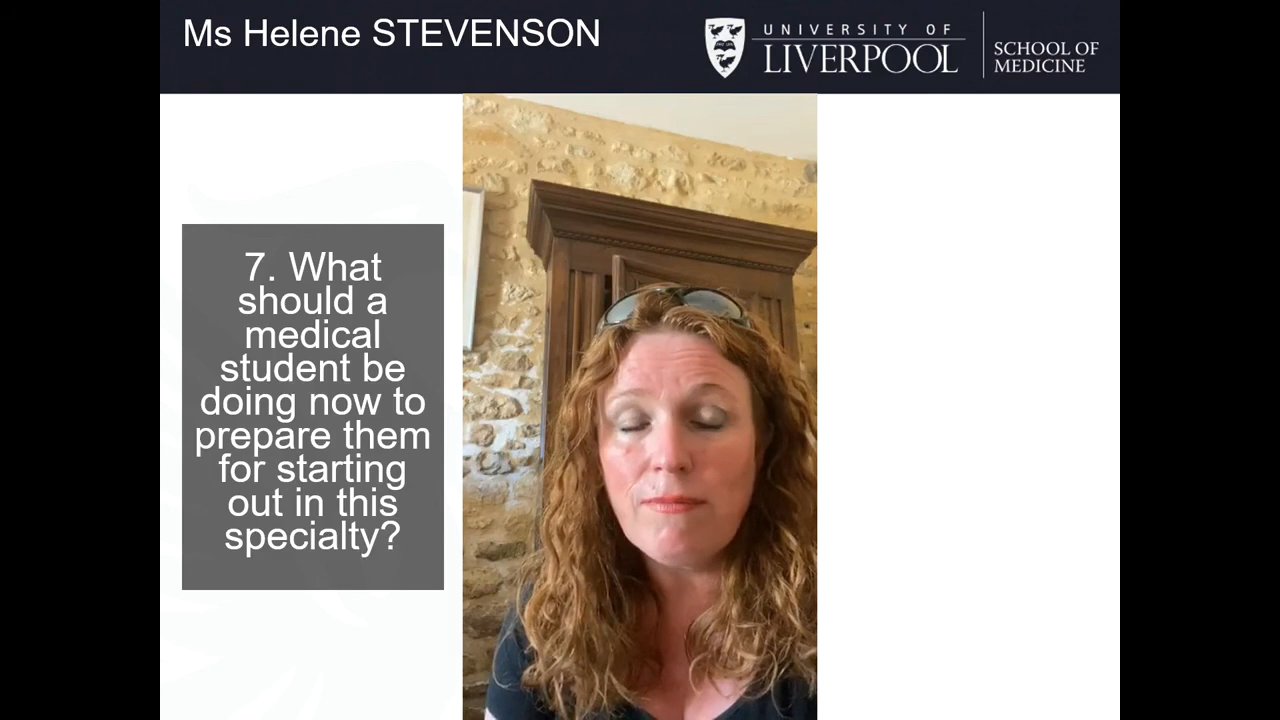 Ms Helene STEVENSON
UNIVERSITY OF
LIVERPOOL
SCHOOL OF
MEDICINE
7. What
should a
medical
student be
doing now to
prepare them
for starting
out in this
specialty?